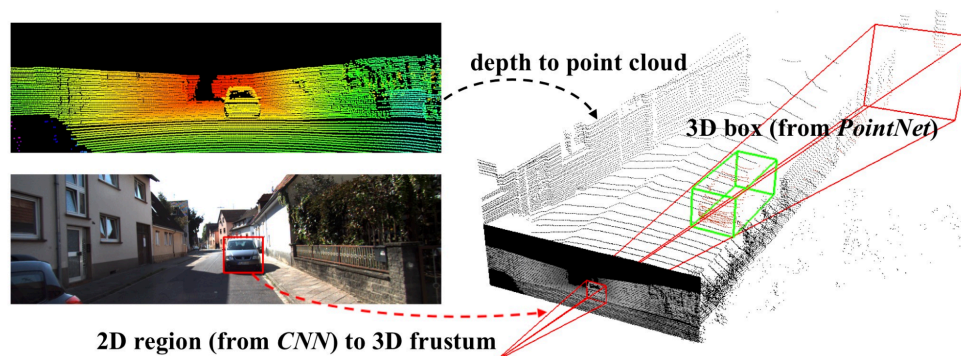 depth to point cloud
3D box (from PointNet)
2D region (from CNN) to 3D frustum